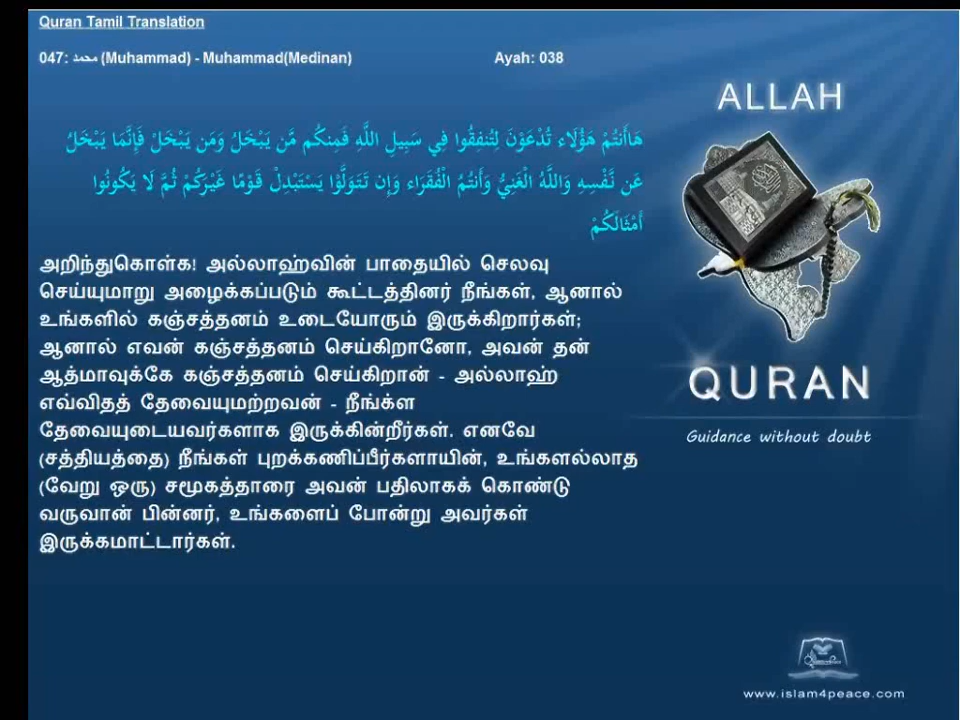 Quran Tamil Translation
047: محمد (Muhammad) - Muhammad(Medinan) Ayah: 038
هَاأَنتُمْ هَؤُلَاء تُدْعَوْنَ لِتُنفِقُوا فِي سَبِيلِ اللَّهِ فَمِنكُم مَّن يَبْخَلُ وَمَن يَبْخَلْ فَإِنَّمَا يَبْخَلُ
عَن نَّفْسِهِ وَاللَّهُ الْغَنِيُّ وَأَنتُمُ الْفُقَرَاء وَإِن تَتَوَلَّوْا يَسْتَبْدِلْ قَوْمًا غَيْرَكُمْ ثُمَّ لَا يَكُونُوا
أَمْثَالَكُمْ
அறிந்துகொள்க! அல்லாஹ்வின் பாதையில் செலவு
செய்யுமாறு அழைக்கப்படும் கூட்டத்தினர் நீங்கள், ஆனால்
உங்களில் கஞ்சத்தனம் உடையோரும் இருக்கிறார்கள்;
ஆனால் எவன் கஞ்சத்தனம் செய்கிறானோ, அவன் தன்
ஆத்மாவுக்கே கஞ்சத்தனம் செய்கிறான் - அல்லாஹ்
எவ்விதத் தேவையுமற்றவன் - நீங்க்ள
தேவையுடையவர்களாக இருக்கின்றீர்கள். எனவே
(சத்தியத்தை) நீங்கள் புறக்கணிப்பீர்களாயின், உங்களல்லாத
(வேறு ஒரு) சமூகத்தாரை அவன் பதிலாகக் கொண்டு
வருவான் பின்னர், உங்களைப் போன்று அவர்கள்
இருக்கமாட்டார்கள்.
ALLAH
QURAN
Guidance without doubt
www.islam4peace.com